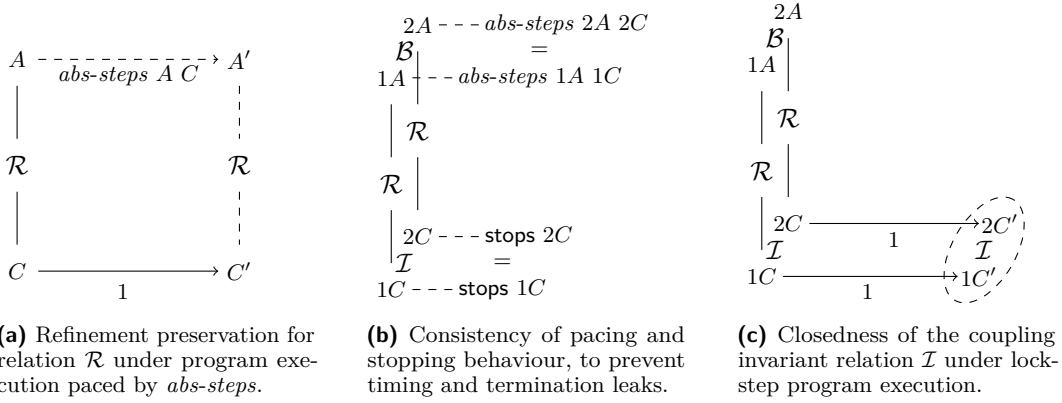 A
A′
abs-steps A C
R
R
C
C′
1
2A
abs-steps 2A 2C
B
=
1A
abs-steps 1A 1C
R
R
2C
stops 2C
I
=
1C
stops 1C
2A
B
1A
R
R
2C
2C′
1
I
I
1C
1C′
1
(a) Refinement preservation for
relation R under program exe-
cution paced by abs-steps.
(b) Consistency of pacing and
stopping behaviour, to prevent
timing and termination leaks.
(c) Closedness of the coupling
invariant relation I under lock-
step program execution.